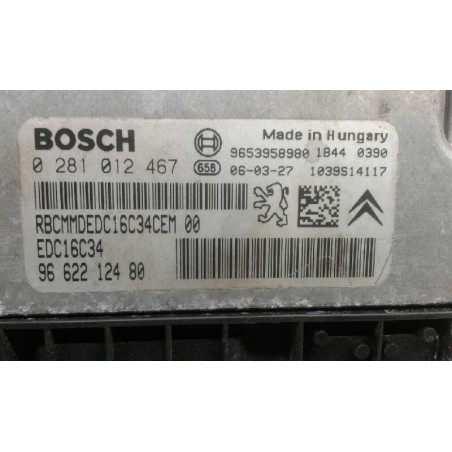 BOSCH
Made in Hungary
9653958980 1844 0390
0 281 012 467
658 06-03-27 1039S14117
RBCMMDEDC16C34CEM 00
EDC16C34
96 622 124 80